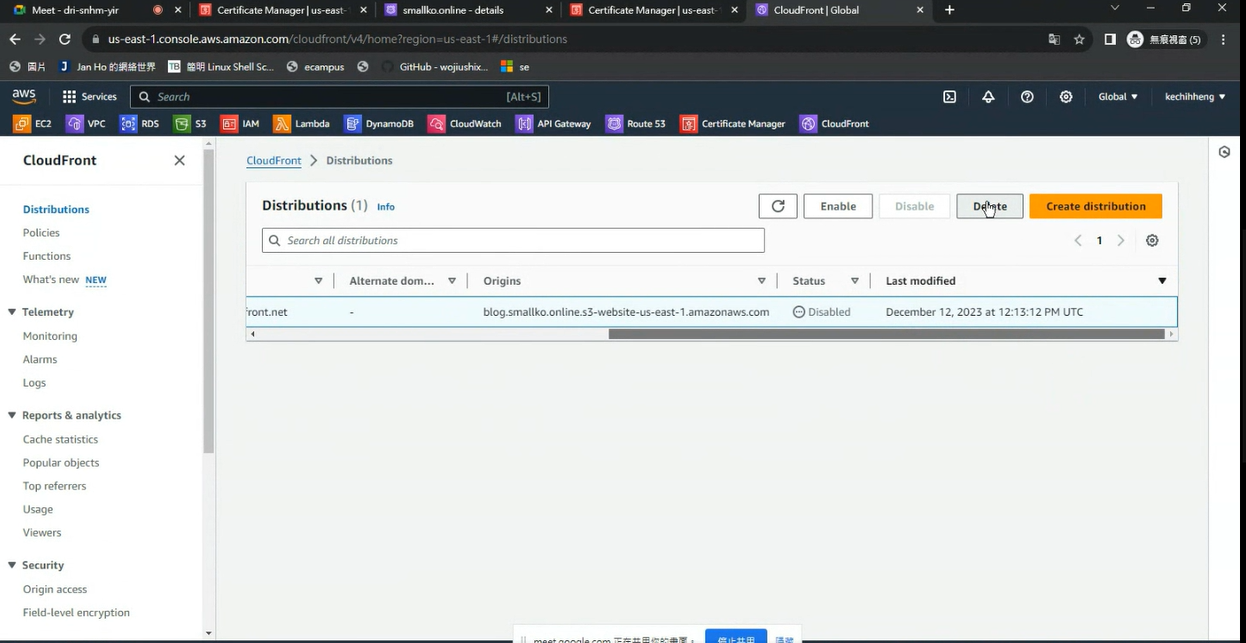 Meet - dri-snhm-yir
Certificate Manager | us-east-
smallko.online - details
Certificate Manager | us-east-
CloudFront | Global
us-east-1.console.aws.amazon.com/cloudfront/v4/home?region=us-east-1#/distributions
無痕視窗 (5)
圖片
Jan Ho 的網絡世界
TB 簡明 Linux Shell Sc...
ecampus
GitHub - wojiushix...
se
aws
Services
Search
[Alt+S]
Global
kechihheng
EC2
VPC
RDS
S3
IAM
Lambda
DynamoDB
CloudWatch
API Gateway
Route 53
Certificate Manager
CloudFront
CloudFront
Distributions
Policies
Functions
What's new NEW
Telemetry
Monitoring
Alarms
Logs
Reports & analytics
Cache statistics
Popular objects
Top referrers
Usage
Viewers
Security
Origin access
Field-level encryption
CloudFront > Distributions
Distributions (1) Info
Enable
Disable
Delete
Create distribution
Search all distributions
1
Alternate dom...
Origins
Status
Last modified
ront.net
-
blog.smallko.online.s3-website-us-east-1.amazonaws.com
Disabled
December 12, 2023 at 12:13:12 PM UTC
meet.google.com 正在共用你的畫面。
停止共用
隱藏